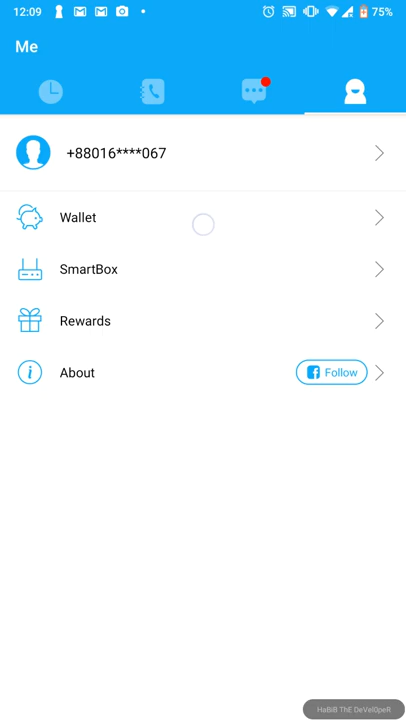 12:09
75%
Me
+88016****067
Wallet
SmartBox
Rewards
About
Follow
HaBiB ThE DeVelOpeR